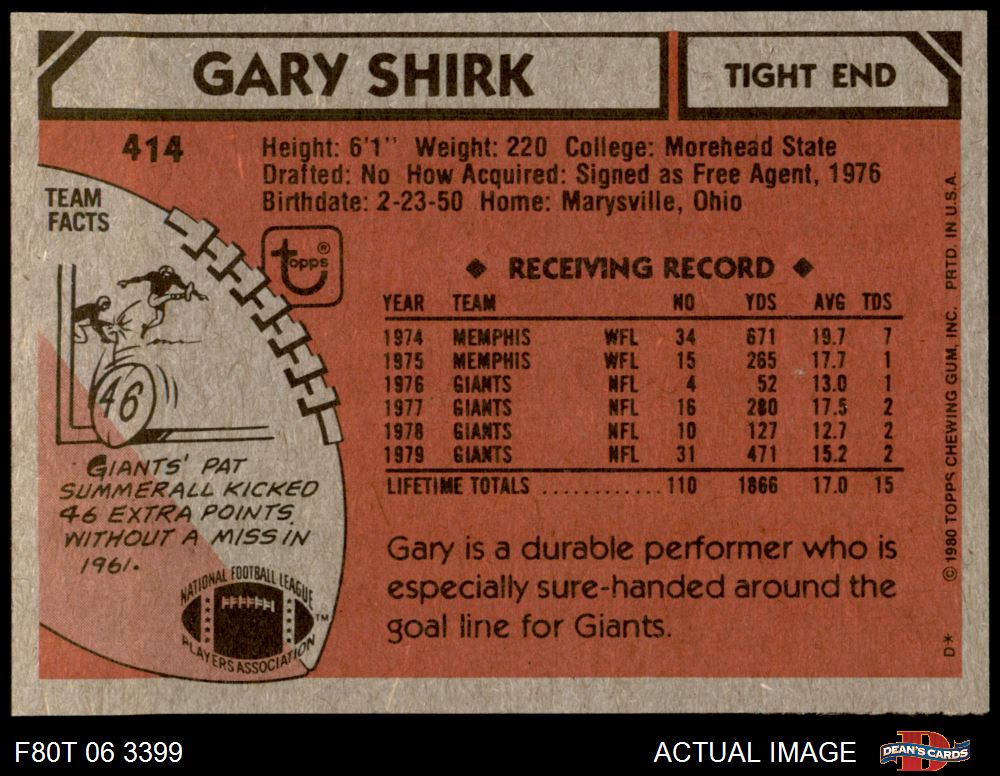 GARY SHIRK
TIGHT END
414
Height: 6'1" Weight: 220 College: Morehead State
Drafted: No How Acquired: Signed as Free Agent, 1976
Birthdate: 2-23-50 Home: Marysville, Ohio
TEAM
FACTS
topps®
46
GIANTS' PAT
SUMMERALL KICKED
46 EXTRA POINTS
WITHOUT A MISS IN
1961.
NATIONAL FOOTBALL LEAGUE
PLAYERS ASSOCIATION
TM
◆ RECEIVING RECORD ◆
YEAR TEAM NO YDS AVG TDS
1974 MEMPHIS WFL 34 671 19.7 7
1975 MEMPHIS WFL 15 265 17.7 1
1976 GIANTS NFL 4 52 13.0 1
1977 GIANTS NFL 16 280 17.5 2
1978 GIANTS NFL 10 127 12.7 2
1979 GIANTS NFL 31 471 15.2 2
LIFETIME TOTALS ............ 110 1866 17.0 15
Gary is a durable performer who is
especially sure-handed around the
goal line for Giants.
© 1980 TOPPS CHEWING GUM, INC. PRTD. IN U.S.A.
D*
F80T 06 3399
ACTUAL IMAGE
DEAN'S CARDS